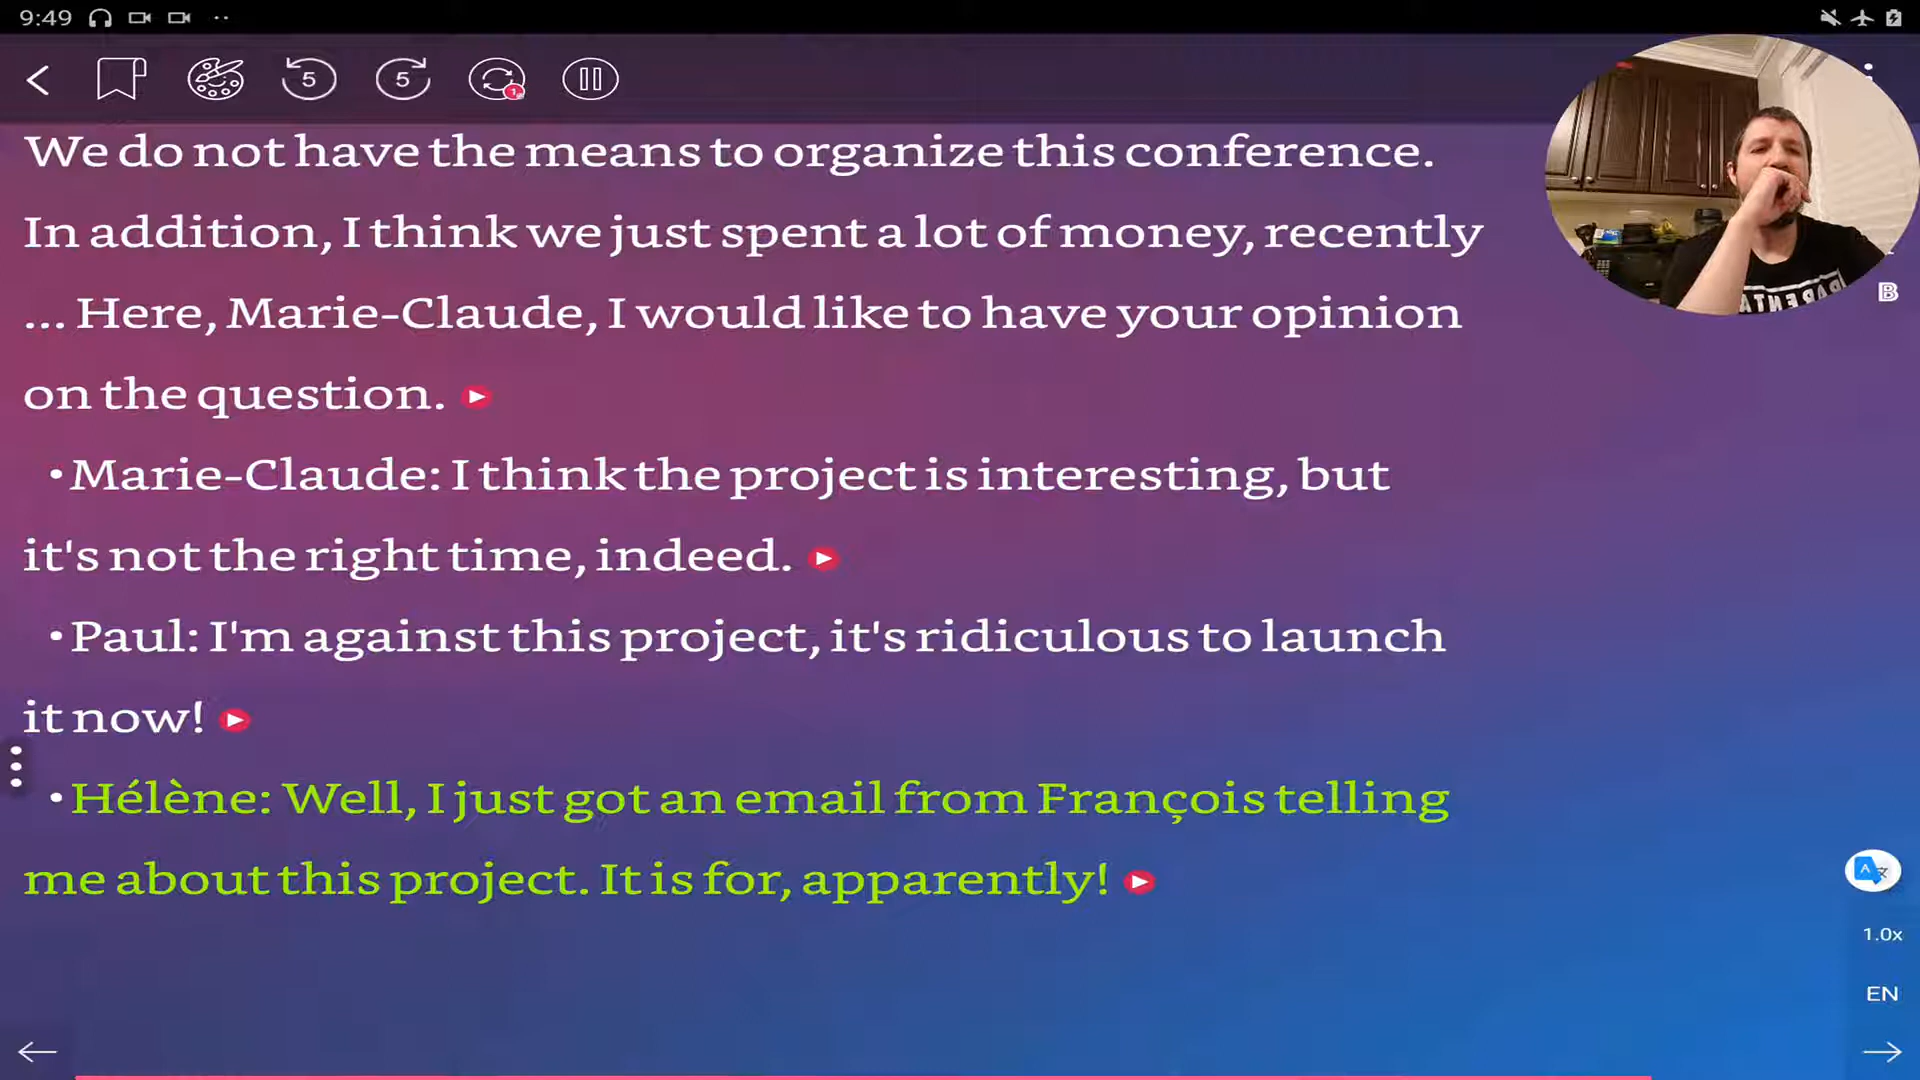 9:49
5 5 1
We do not have the means to organize this conference.
In addition, I think we just spent a lot of money, recently
... Here, Marie-Claude, I would like to have your opinion
on the question.
B
• Marie-Claude: I think the project is interesting, but
it's not the right time, indeed.
• Paul: I'm against this project, it's ridiculous to launch
it now!
• Hélène: Well, I just got an email from François telling
me about this project. It is for, apparently!
1.0x
EN